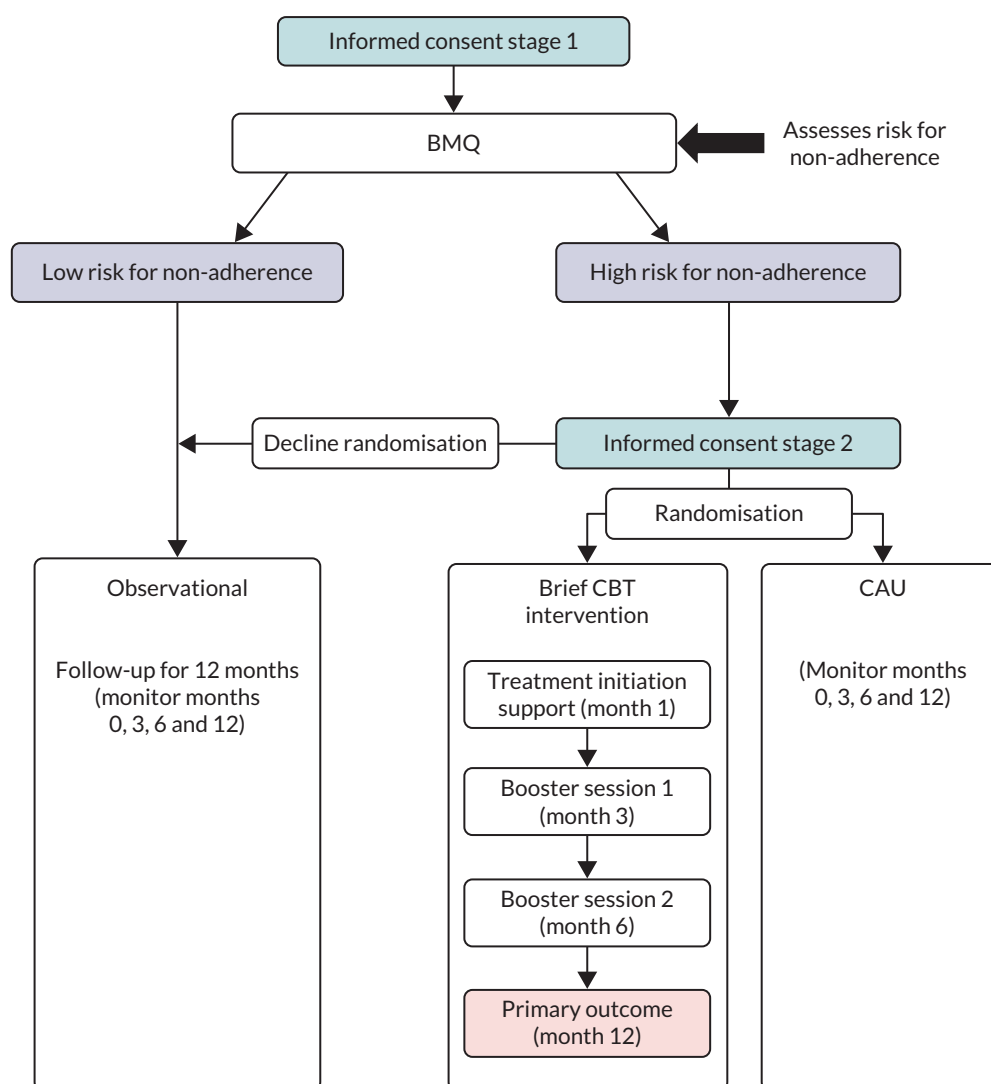 Informed consent stage 1
BMQ
Assesses risk for
non-adherence
Low risk for non-adherence
High risk for non-adherence
Decline randomisation
Informed consent stage 2
Randomisation
Observational
Follow-up for 12 months
(monitor months
0, 3, 6 and 12)
Brief CBT
intervention
Treatment initiation
support (month 1)
Booster session 1
(month 3)
Booster session 2
(month 6)
Primary outcome
(month 12)
CAU
(Monitor months
0, 3, 6 and 12)